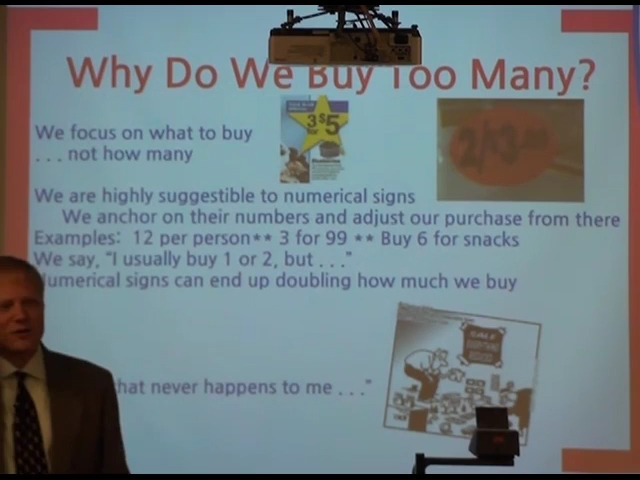 Why Do We Buy Too Many?
We focus on what to buy
. . . not how many
3 for $5
2/$3.00
We are highly suggestible to numerical signs
We anchor on their numbers and adjust our purchase from there
Examples: 12 per person** 3 for 99 ** Buy 6 for snacks
We say, "I usually buy 1 or 2, but . . ."
Numerical signs can end up doubling how much we buy
that never happens to me . . ."